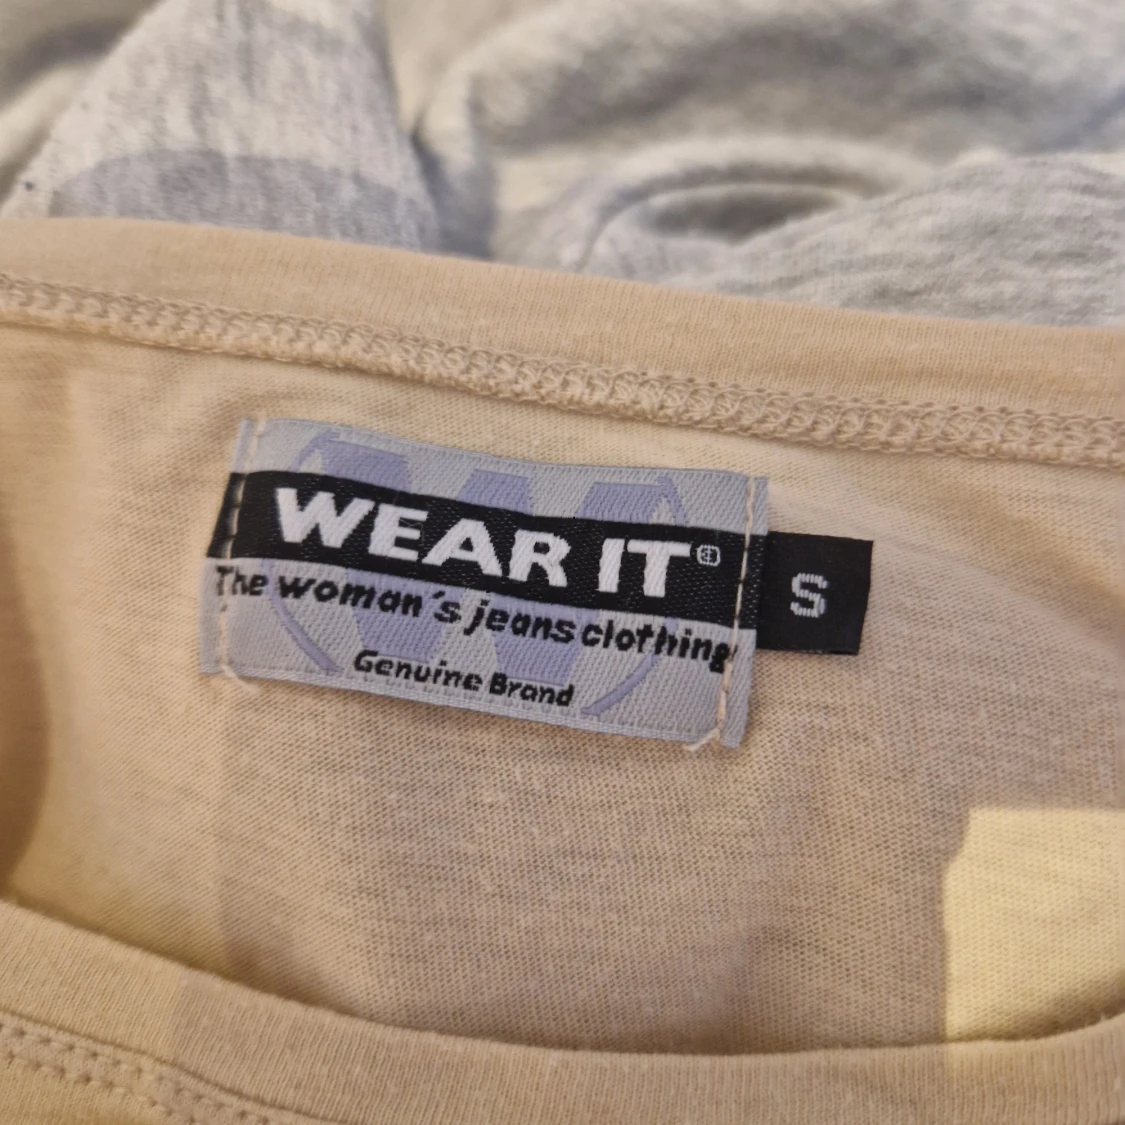 WEAR IT®
S
The woman´s jeans clothing
Genuine Brand